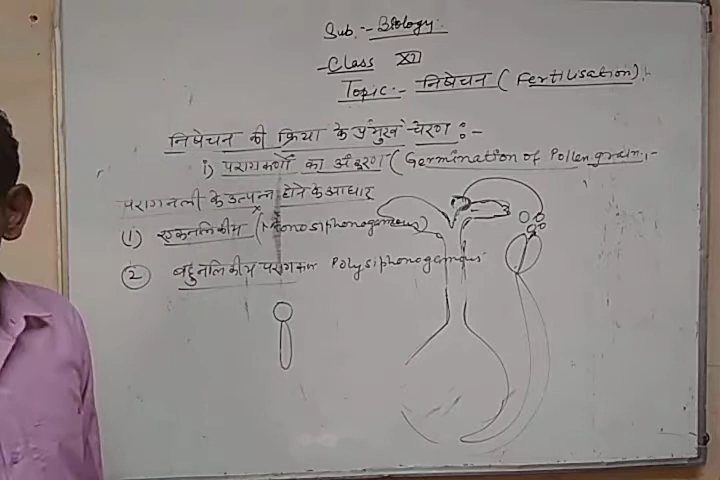 Sub.:- Biology.
Class XII
Topic:- निषेचन (Fertilisation).
निषेचन की क्रिया के प्रमुख चरण :-
i) परागकणों का अंकुरण (Germination of Pollen grain.-
परागनली के उत्पन्न होने के आधार
(1) एकनलिकीय (Monosiphonogamous)
(2) बहुनलिकीय परागकण Polysiphonogamous.